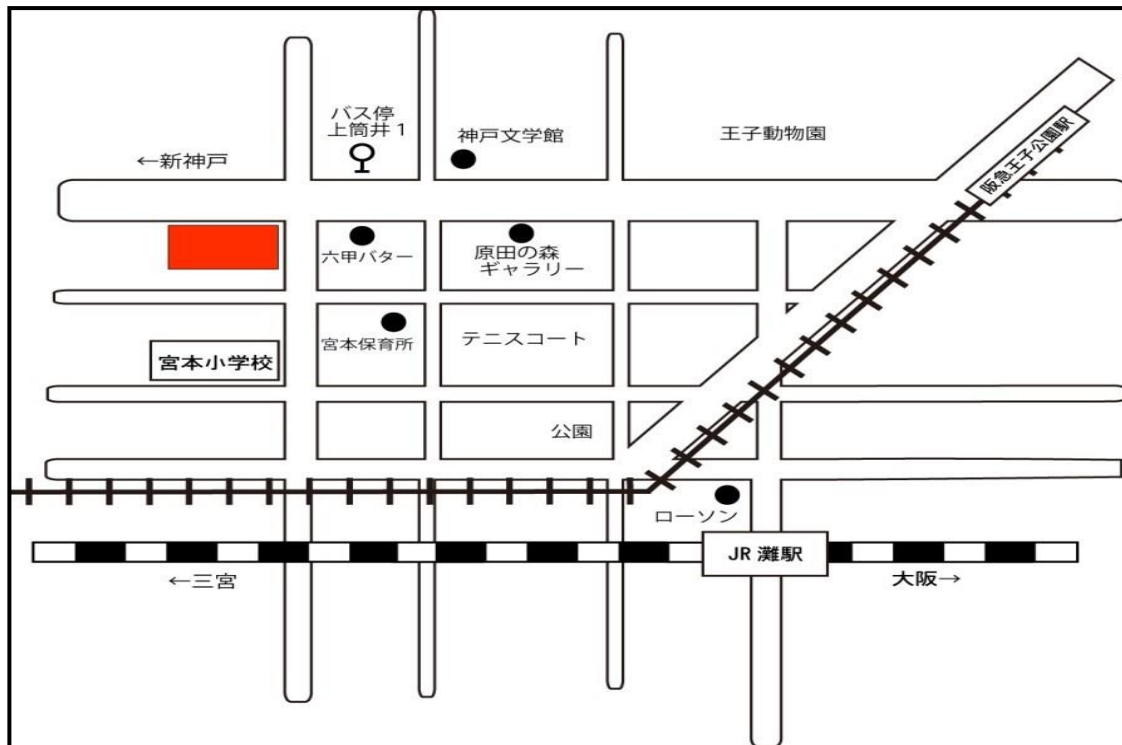 バス停
上筒井1
神戸文学館
王子動物園
←新神戸
阪急王子公園駅
六甲バター
原田の森
ギャラリー
宮本保育所
テニスコート
宮本小学校
公園
ローソン
JR 灘駅
←三宮
大阪→